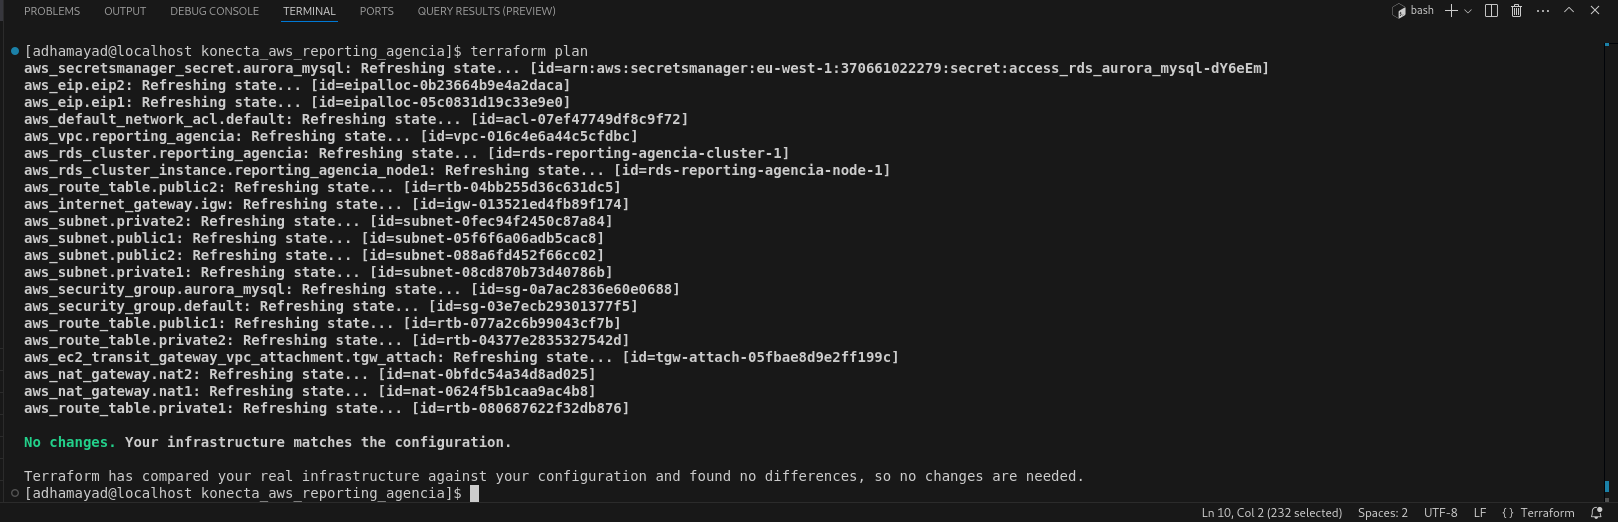 PROBLEMS OUTPUT DEBUG CONSOLE TERMINAL PORTS QUERY RESULTS (PREVIEW) bash
[adhamayad@localhost konecta_aws_reporting_agencia]$ terraform plan
aws_secretsmanager_secret.aurora_mysql: Refreshing state... [id=arn:aws:secretsmanager:eu-west-1:370661022279:secret:access_rds_aurora_mysql-dY6eEm]
aws_eip.eip2: Refreshing state... [id=eipalloc-0b23664b9e4a2daca]
aws_eip.eip1: Refreshing state... [id=eipalloc-05c0831d19c33e9e0]
aws_default_network_acl.default: Refreshing state... [id=acl-07ef47749df8c9f72]
aws_vpc.reporting_agencia: Refreshing state... [id=vpc-016c4e6a44c5cfdbc]
aws_rds_cluster.reporting_agencia: Refreshing state... [id=rds-reporting-agencia-cluster-1]
aws_rds_cluster_instance.reporting_agencia_node1: Refreshing state... [id=rds-reporting-agencia-node-1]
aws_route_table.public2: Refreshing state... [id=rtb-04bb255d36c631dc5]
aws_internet_gateway.igw: Refreshing state... [id=igw-013521ed4fb89f174]
aws_subnet.private2: Refreshing state... [id=subnet-0fec94f2450c87a84]
aws_subnet.public1: Refreshing state... [id=subnet-05f6f6a06adb5cac8]
aws_subnet.public2: Refreshing state... [id=subnet-088a6fd452f66cc02]
aws_subnet.private1: Refreshing state... [id=subnet-08cd870b73d40786b]
aws_security_group.aurora_mysql: Refreshing state... [id=sg-0a7ac2836e60e0688]
aws_security_group.default: Refreshing state... [id=sg-03e7ecb29301377f5]
aws_route_table.public1: Refreshing state... [id=rtb-077a2c6b99043cf7b]
aws_route_table.private2: Refreshing state... [id=rtb-04377e2835327542d]
aws_ec2_transit_gateway_vpc_attachment.tgw_attach: Refreshing state... [id=tgw-attach-05fbae8d9e2ff199c]
aws_nat_gateway.nat2: Refreshing state... [id=nat-0bfdc54a34d8ad025]
aws_nat_gateway.nat1: Refreshing state... [id=nat-0624f5b1caa9ac4b8]
aws_route_table.private1: Refreshing state... [id=rtb-080687622f32db876]
No changes. Your infrastructure matches the configuration.
Terraform has compared your real infrastructure against your configuration and found no differences, so no changes are needed.
[adhamayad@localhost konecta_aws_reporting_agencia]$
Ln 10, Col 2 (232 selected) Spaces: 2 UTF-8 LF {} Terraform